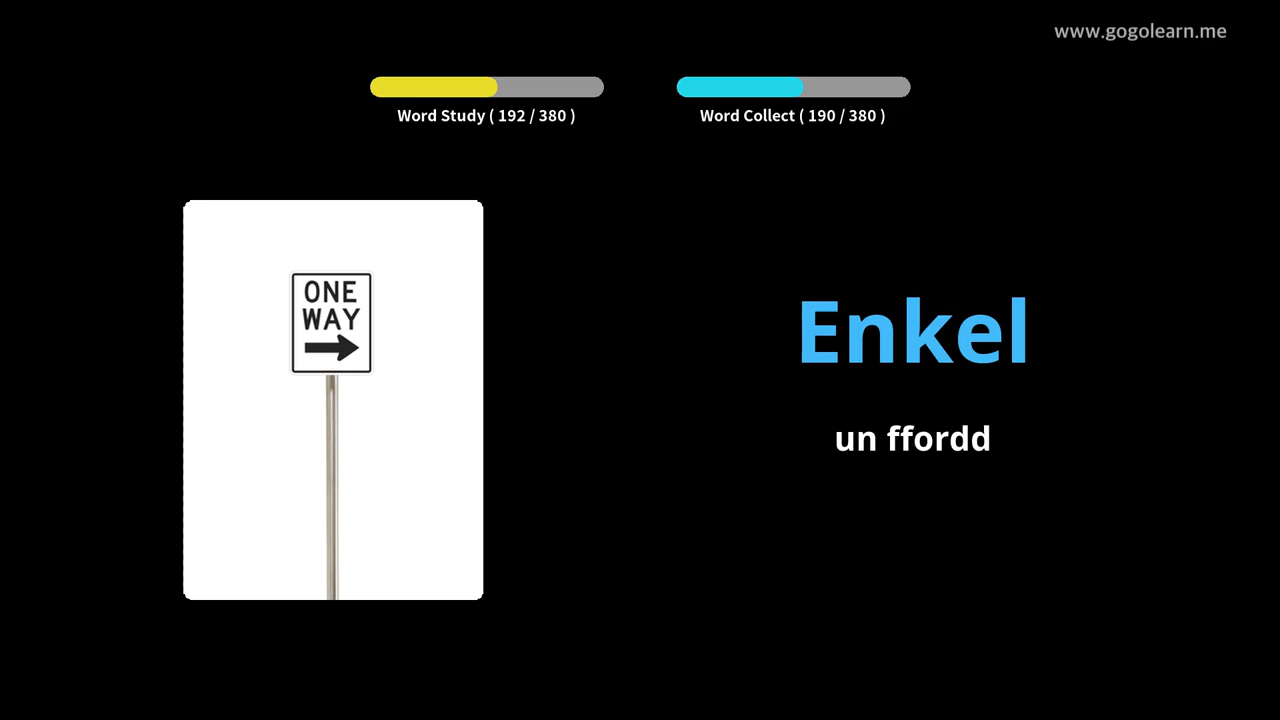 www.gogolearn.me
Word Study ( 192 / 380 )
Word Collect ( 190 / 380 )
ONE
WAY
Enkel
un ffordd